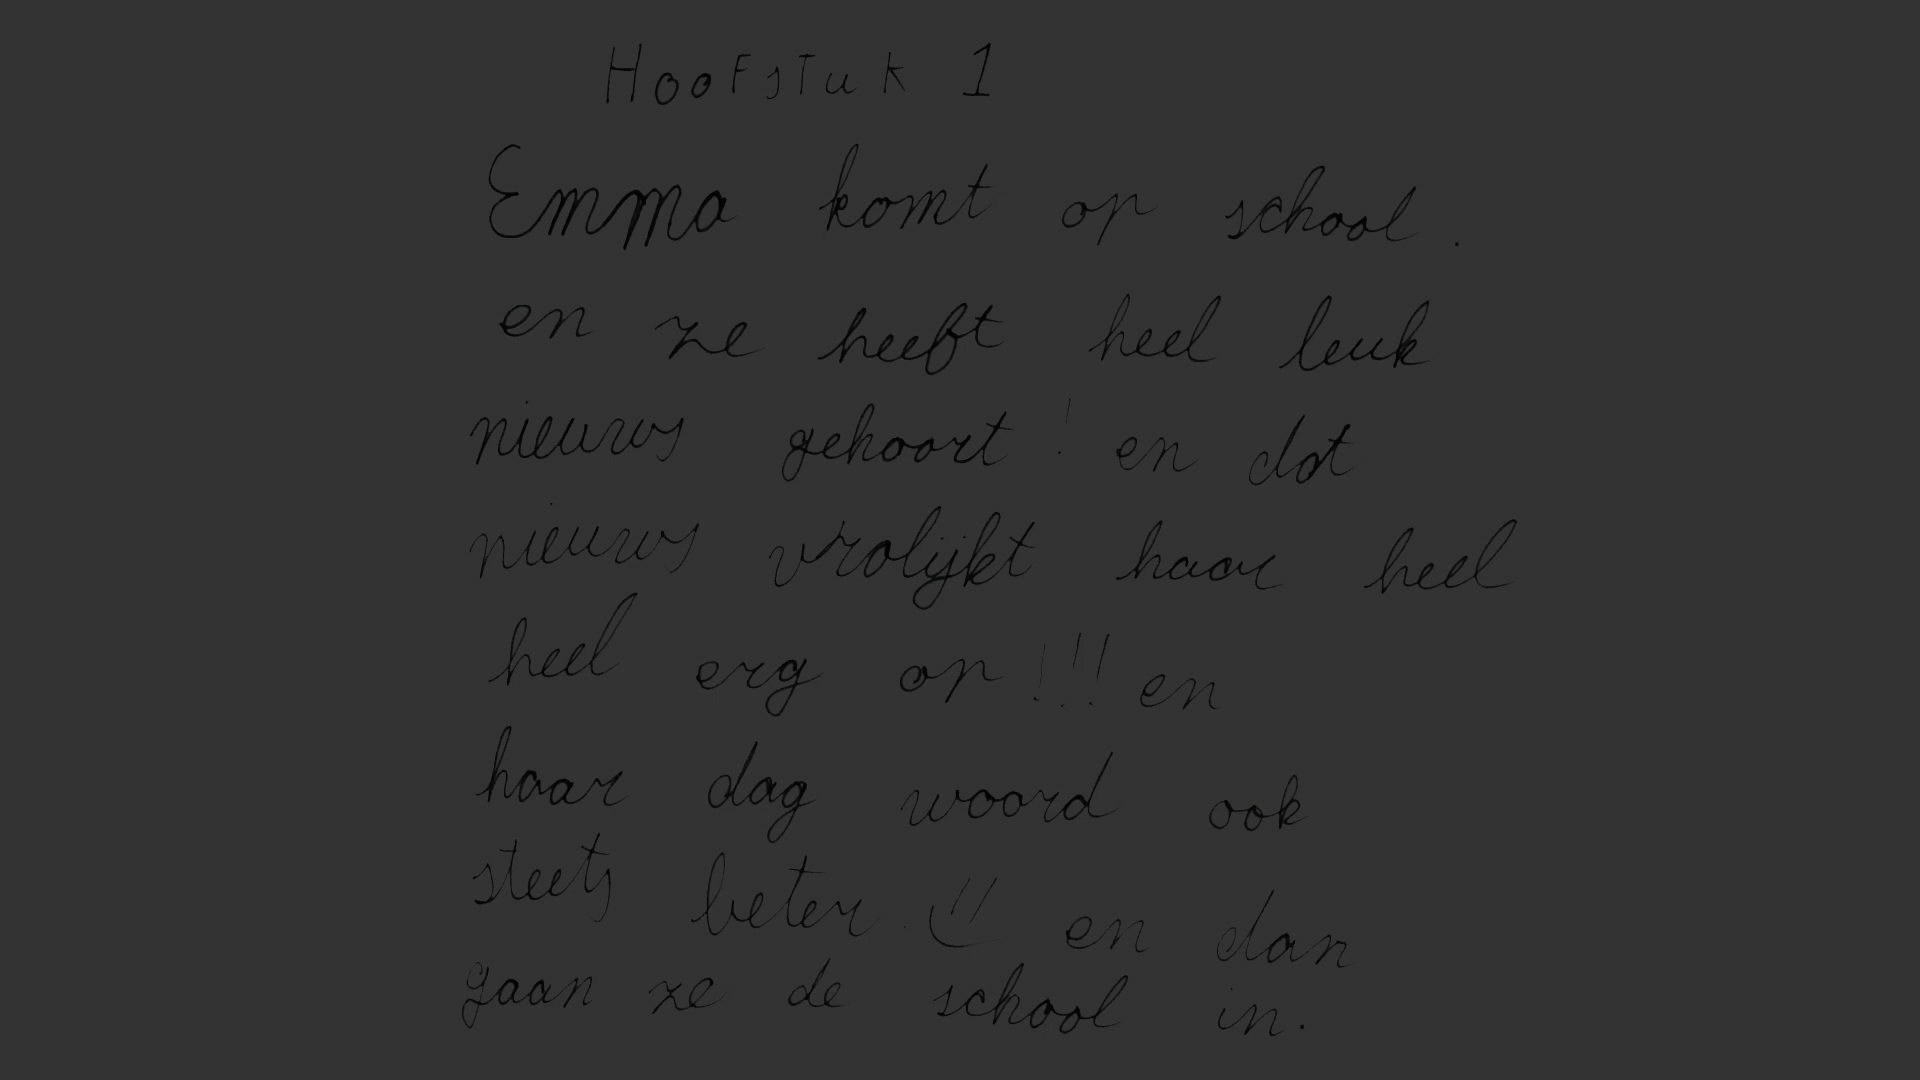 Hoofstuk 1
Emma komt op school.
en ze heeft heel leuk
nieuws gehoort! en dat
nieuws vrolijkt haar heel
heel erg op!!! en
haar dag woord ook
steets beter. en dan
gaan ze de school in.